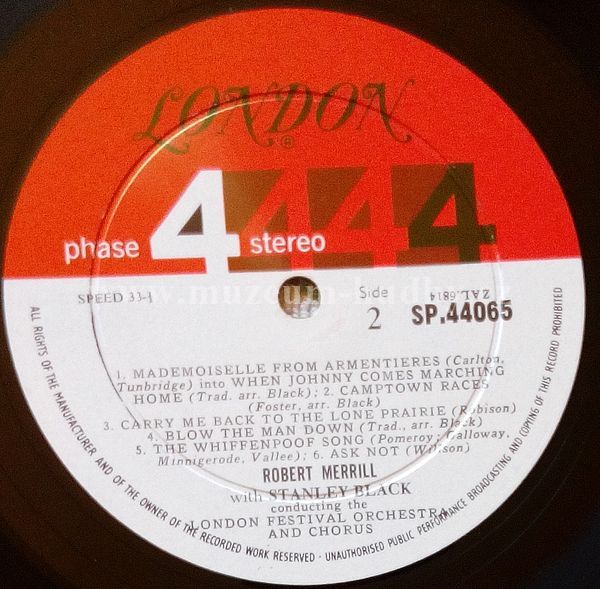 LONDON
®
phase 4 4 4 4 stereo
SPEED 33⅓
Side 2
ZAL.6814
SP.44065
1. MADEMOISELLE FROM ARMENTIERES (Carlton,
Tunbridge) into WHEN JOHNNY COMES MARCHING
HOME (Trad. arr. Black); 2. CAMPTOWN RACES
(Foster, arr. Black)
3. CARRY ME BACK TO THE LONE PRAIRIE (Robison)
4. BLOW THE MAN DOWN (Trad., arr. Black)
5. THE WHIFFENPOOF SONG (Pomeroy; Galloway,
Minnigerode, Vallee); 6. ASK NOT (Willson)
ROBERT MERRILL
with STANLEY BLACK
conducting the
LONDON FESTIVAL ORCHESTRA
AND CHORUS
ALL RIGHTS OF THE MANUFACTURER AND OF THE OWNER OF THE RECORDED WORK RESERVED · UNAUTHORISED PUBLIC PERFORMANCE BROADCASTING AND COPYING OF THIS RECORD PROHIBITED